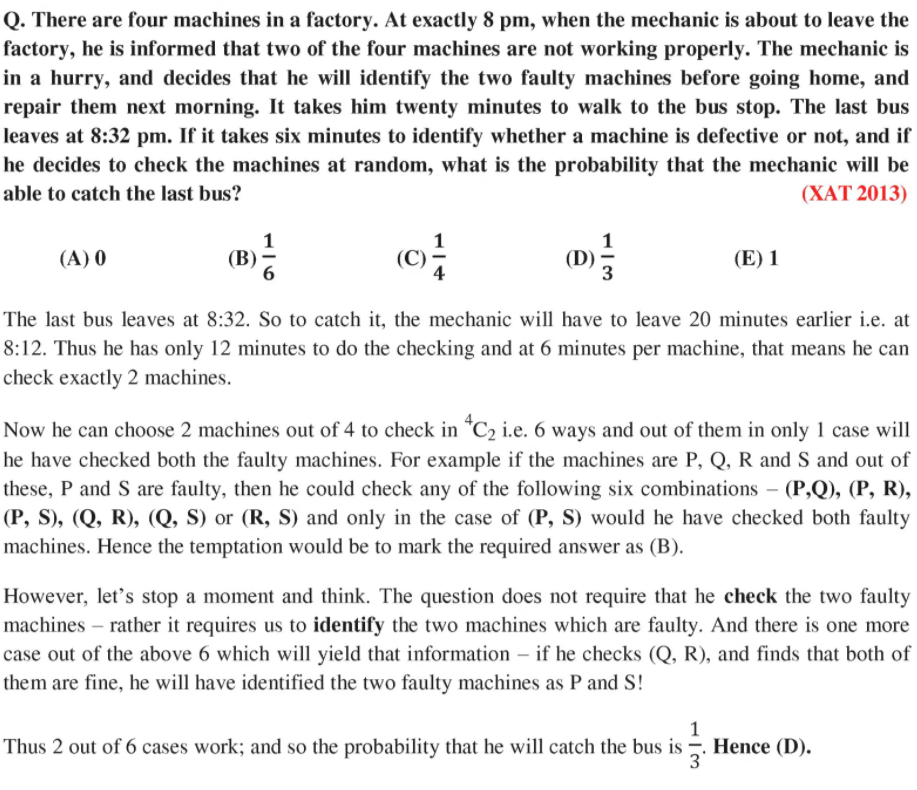 Q. There are four machines in a factory. At exactly 8 pm, when the mechanic is about to leave the
factory, he is informed that two of the four machines are not working properly. The mechanic is
in a hurry, and decides that he will identify the two faulty machines before going home, and
repair them next morning. It takes him twenty minutes to walk to the bus stop. The last bus
leaves at 8:32 pm. If it takes six minutes to identify whether a machine is defective or not, and if
he decides to check the machines at random, what is the probability that the mechanic will be
able to catch the last bus? (XAT 2013)
(A) 0 (B) 1/6 (C) 1/4 (D) 1/3 (E) 1
The last bus leaves at 8:32. So to catch it, the mechanic will have to leave 20 minutes earlier i.e. at
8:12. Thus he has only 12 minutes to do the checking and at 6 minutes per machine, that means he can
check exactly 2 machines.
Now he can choose 2 machines out of 4 to check in ⁴C₂ i.e. 6 ways and out of them in only 1 case will
he have checked both the faulty machines. For example if the machines are P, Q, R and S and out of
these, P and S are faulty, then he could check any of the following six combinations – (P,Q), (P, R),
(P, S), (Q, R), (Q, S) or (R, S) and only in the case of (P, S) would he have checked both faulty
machines. Hence the temptation would be to mark the required answer as (B).
However, let's stop a moment and think. The question does not require that he check the two faulty
machines – rather it requires us to identify the two machines which are faulty. And there is one more
case out of the above 6 which will yield that information – if he checks (Q, R), and finds that both of
them are fine, he will have identified the two faulty machines as P and S!
Thus 2 out of 6 cases work; and so the probability that he will catch the bus is 1/3. Hence (D).